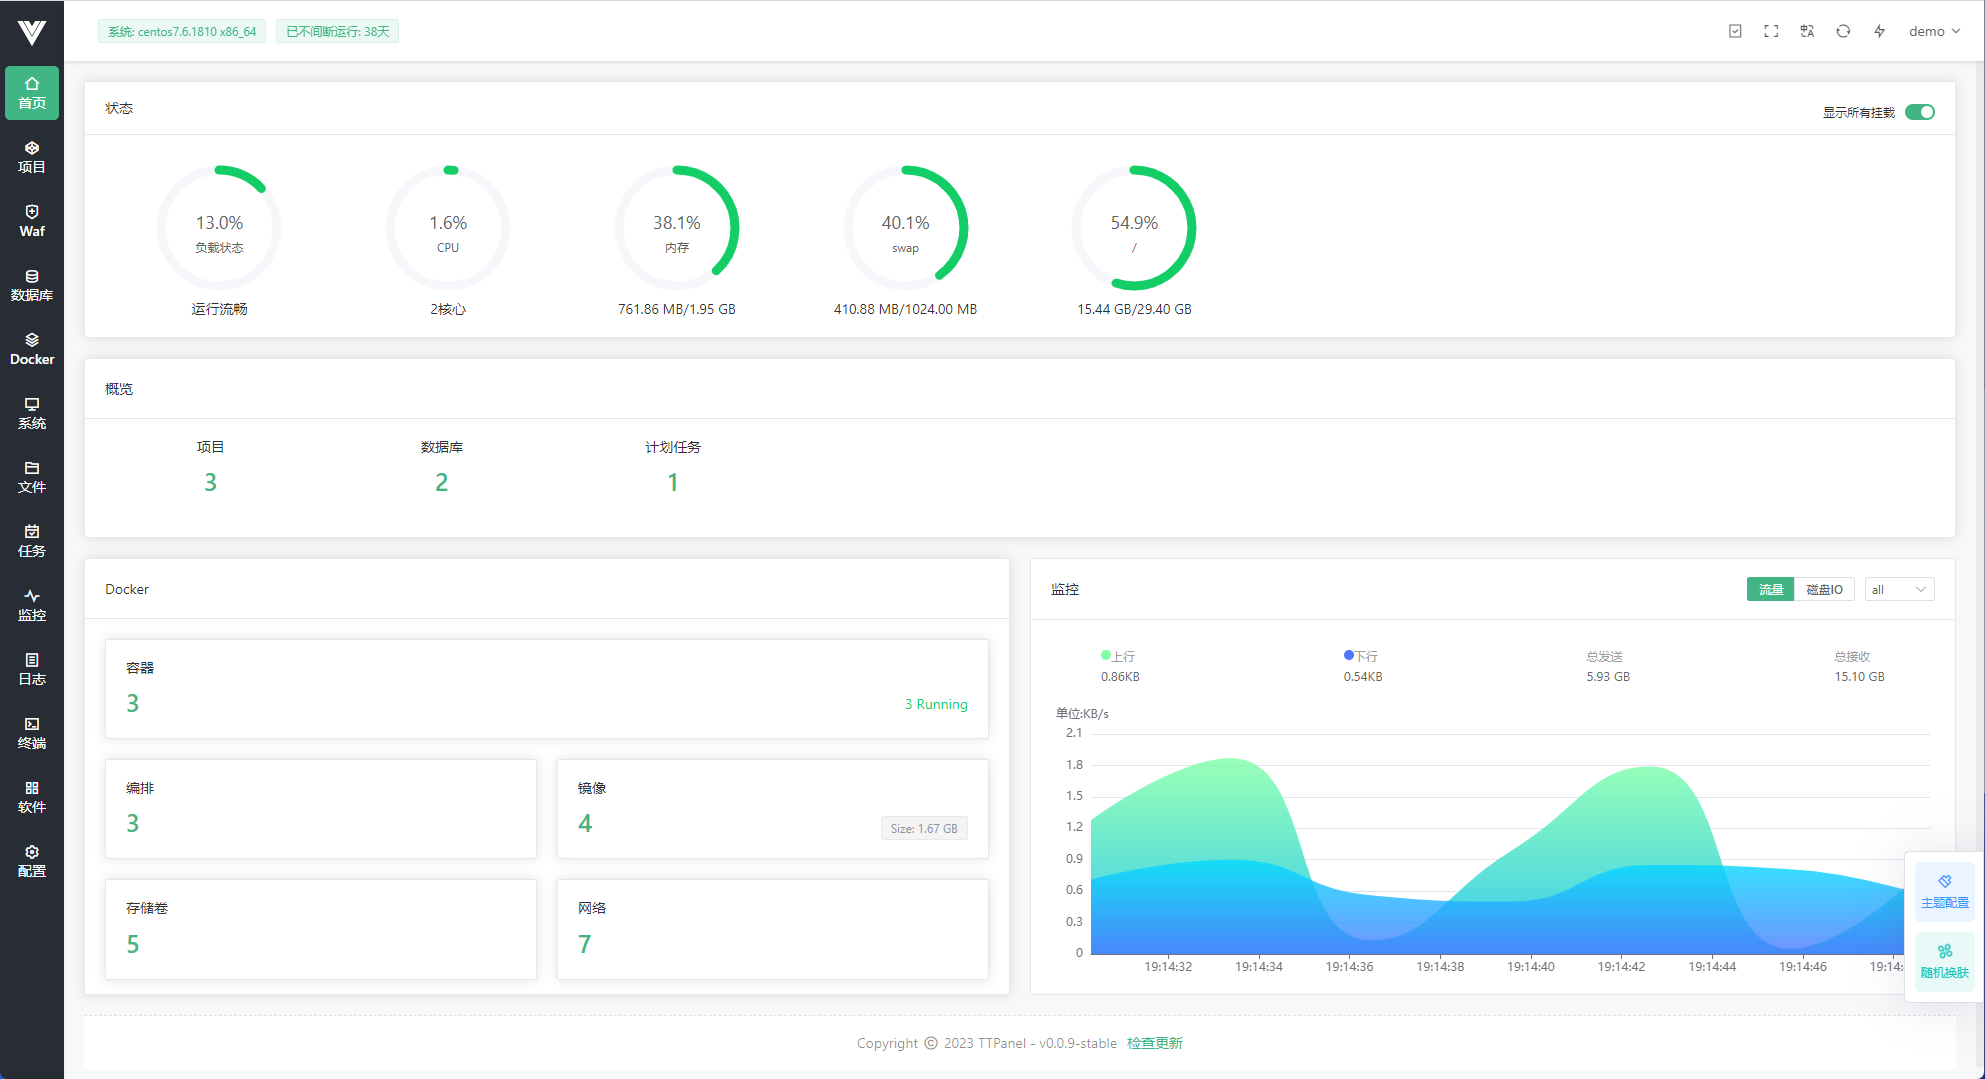 系统: centos7.6.1810 x86_64
已不间断运行: 38天
demo
首页
项目
Waf
数据库
Docker
系统
文件
任务
监控
日志
终端
软件
配置
状态
显示所有挂载
13.0%
负载状态
运行流畅
1.6%
CPU
2核心
38.1%
内存
761.86 MB/1.95 GB
40.1%
swap
410.88 MB/1024.00 MB
54.9%
/
15.44 GB/29.40 GB
概览
项目
3
数据库
2
计划任务
1
Docker
容器
3
3 Running
编排
3
镜像
4
Size: 1.67 GB
存储卷
5
网络
7
监控
流量
磁盘IO
all
上行
0.86KB
下行
0.54KB
总发送
5.93 GB
总接收
15.10 GB
单位:KB/s
2.1
1.8
1.5
1.2
0.9
0.6
0.3
0
19:14:32
19:14:34
19:14:36
19:14:38
19:14:40
19:14:42
19:14:44
19:14:46
19:14:
主题配置
随机换肤
Copyright © 2023 TTPanel - v0.0.9-stable 检查更新